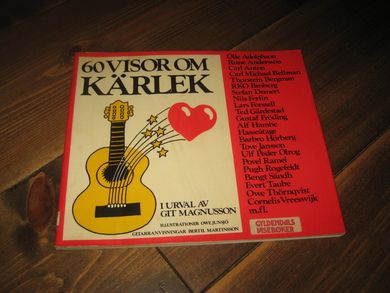 60 VISOR OM
KÄRLEK
I URVAL AV
GIT MAGNUSSON
ILLUSTRATIONER OWE JUNSJÖ
GITARRANVISNINGAR BERTIL MARTINSSON
Olle Adolphson
Rune Andersson
Carl Anton
Carl Michael Bellman
Thorstein Bergman
RKO Broberg
Stefan Demert
Nils Ferlin
Lars Forssell
Ted Gärdestad
Gustaf Fröding
Alf Hambe
Hasseåtage
Barbro Hörberg
Tove Jansson
Ulf Peder Olrog
Povel Ramel
Pugh Rogefeldt
Bengt Sändh
Evert Taube
Owe Thörnqvist
Cornelis Vreeswijk
m.fl.
GYLDENDALS
VISEBØKER